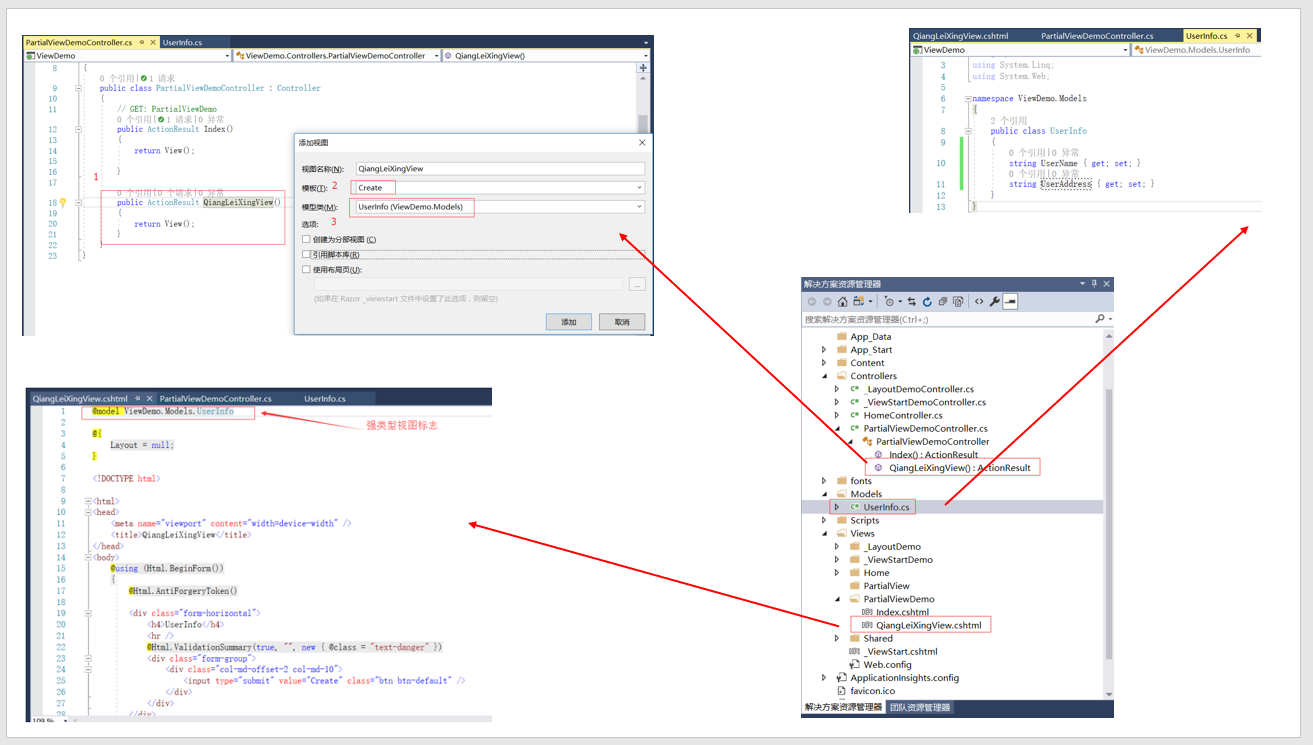 PartialViewDemoController.cs
UserInfo.cs
ViewDemo
ViewDemo.Controllers.PartialViewDemoController
QiangLeiXingView()
8 {
0 个引用|1 请求
9 public class PartialViewDemoController : Controller
10 {
11 // GET: PartialViewDemo
0 个引用|1 请求|0 异常
12 public ActionResult Index()
13 {
14 return View();
15
16 }
17 1
0 个引用|0 个请求|0 异常
18 public ActionResult QiangLeiXingView()
19 {
20 return View();
21 }
22 }
23 }
添加视图
视图名称(N): QiangLeiXingView
模板(T): 2 Create
模型类(M): UserInfo (ViewDemo.Models)
选项: 3
创建为分部视图 (C)
引用脚本库(R)
使用布局页(U):
...
(如果在 Razor _viewstart 文件中设置了此选项，则留空)
添加 取消
QiangLeiXingView.cshtml PartialViewDemoController.cs UserInfo.cs
ViewDemo ViewDemo.Models.UserInfo
3 using System.Linq;
4 using System.Web;
5
6 namespace ViewDemo.Models
7 {
2 个引用
8 public class UserInfo
9 {
0 个引用|0 异常
10 string UserName { get; set; }
0 个引用|0 异常
11 string UserAddress { get; set; }
12 }
13 }
QiangLeiXingView.cshtml PartialViewDemoController.cs UserInfo.cs
1 @model ViewDemo.Models.UserInfo
强类型视图标志
2
3 @{
4 Layout = null;
5 }
6
7 <!DOCTYPE html>
8
9 <html>
10 <head>
11 <meta name="viewport" content="width=device-width" />
12 <title>QiangLeiXingView</title>
13 </head>
14 <body>
15 @using (Html.BeginForm())
16 {
17 @Html.AntiForgeryToken()
18
19 <div class="form-horizontal">
20 <h4>UserInfo</h4>
21 <hr />
22 @Html.ValidationSummary(true, "", new { @class = "text-danger" })
23 <div class="form-group">
24 <div class="col-md-offset-2 col-md-10">
25 <input type="submit" value="Create" class="btn btn-default" />
26 </div>
27 </div>
28 </div>
109 %
解决方案资源管理器
搜索解决方案资源管理器(Ctrl+;)
App_Data
App_Start
Content
Controllers
_LayoutDemoController.cs
_ViewStartDemoController.cs
HomeController.cs
PartialViewDemoController.cs
PartialViewDemoController
Index() : ActionResult
QiangLeiXingView() : ActionResult
fonts
Models
UserInfo.cs
Scripts
Views
_LayoutDemo
_ViewStartDemo
Home
PartialView
PartialViewDemo
Index.cshtml
QiangLeiXingView.cshtml
Shared
_ViewStart.cshtml
Web.config
ApplicationInsights.config
favicon.ico
解决方案资源管理器 团队资源管理器